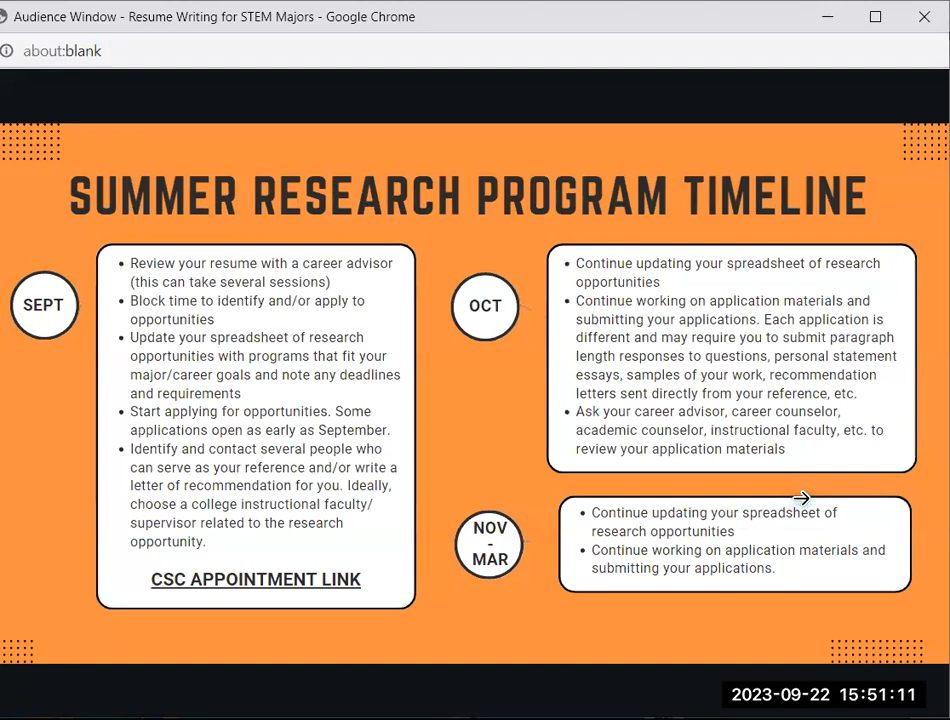 Audience Window - Resume Writing for STEM Majors - Google Chrome
about:blank
SUMMER RESEARCH PROGRAM TIMELINE
SEPT
• Review your resume with a career advisor
(this can take several sessions)
• Block time to identify and/or apply to
opportunities
• Update your spreadsheet of research
opportunities with programs that fit your
major/career goals and note any deadlines
and requirements
• Start applying for opportunities. Some
applications open as early as September.
• Identify and contact several people who
can serve as your reference and/or write a
letter of recommendation for you. Ideally,
choose a college instructional faculty/
supervisor related to the research
opportunity.
CSC APPOINTMENT LINK
OCT
• Continue updating your spreadsheet of research
opportunities
• Continue working on application materials and
submitting your applications. Each application is
different and may require you to submit paragraph
length responses to questions, personal statement
essays, samples of your work, recommendation
letters sent directly from your reference, etc.
• Ask your career advisor, career counselor,
academic counselor, instructional faculty, etc. to
review your application materials
NOV
-
MAR
• Continue updating your spreadsheet of
research opportunities
• Continue working on application materials and
submitting your applications.
2023-09-22 15:51:11